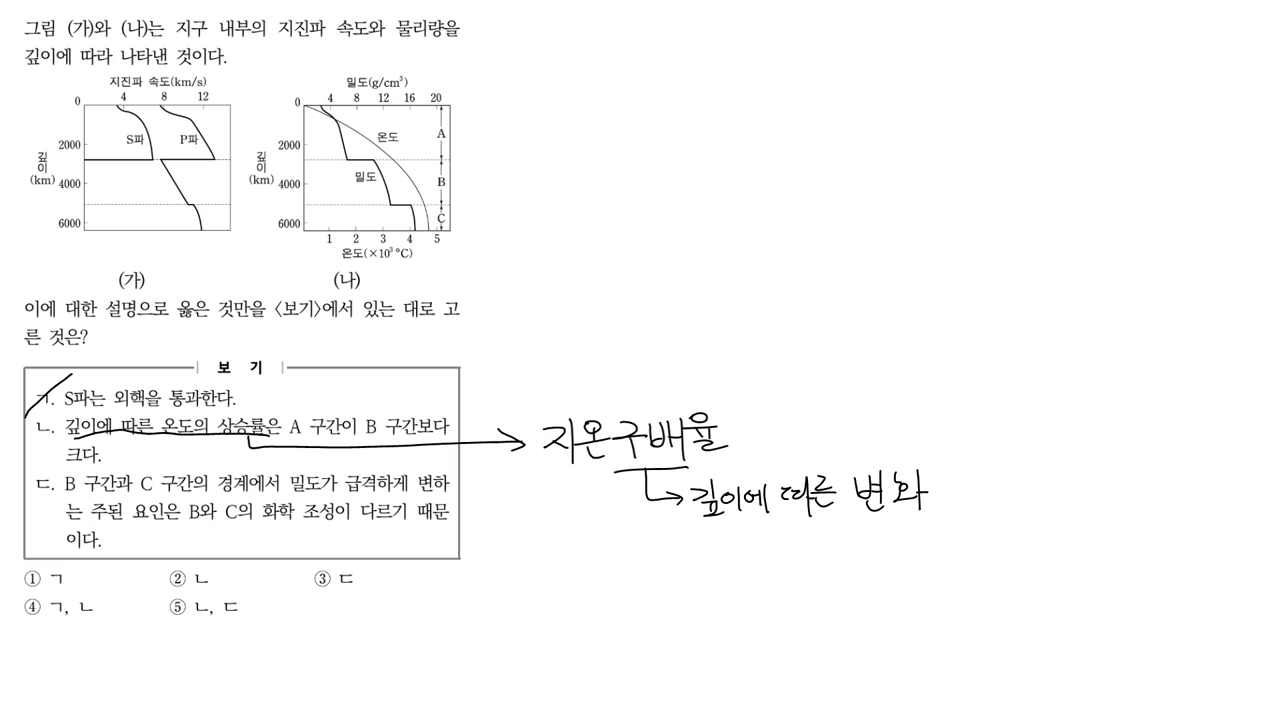 그림 (가)와 (나)는 지구 내부의 지진파 속도와 물리량을
깊이에 따라 나타낸 것이다.
지진파 속도(km/s)
4 8 12
0
2000
4000
6000
깊이
(km)
S파
P파
(가)
밀도(g/cm³)
4 8 12 16 20
0
2000
4000
6000
깊이
(km)
온도
밀도
A
B
C
1 2 3 4 5
온도(×10³ °C)
(나)
이에 대한 설명으로 옳은 것만을 〈보기〉에서 있는 대로 고
른 것은?
보 기
ㄱ. S파는 외핵을 통과한다.
ㄴ. 깊이에 따른 온도의 상승률은 A 구간이 B 구간보다
크다.
지온구배율
깊이에 따른 변화
ㄷ. B 구간과 C 구간의 경계에서 밀도가 급격하게 변하
는 주된 요인은 B와 C의 화학 조성이 다르기 때문
이다.
① ㄱ ② ㄴ ③ ㄷ
④ ㄱ, ㄴ ⑤ ㄴ, ㄷ